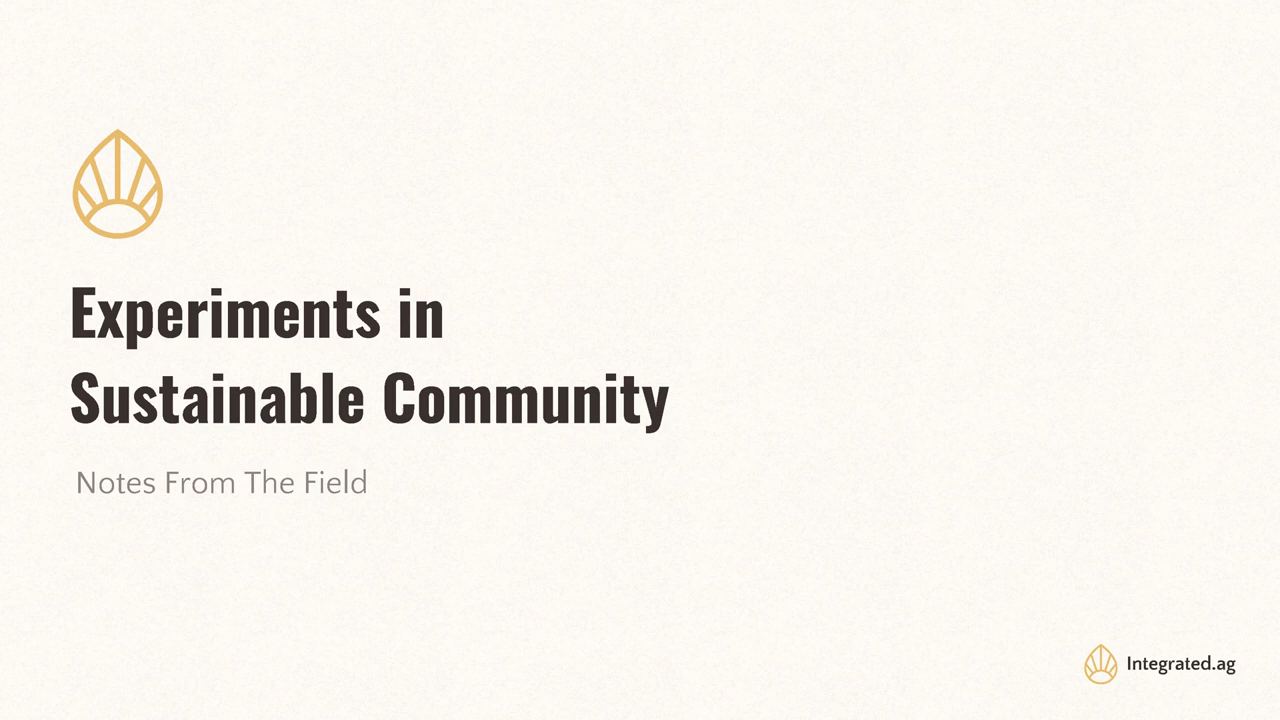 Experiments in
Sustainable Community
Notes From The Field
Integrated.ag